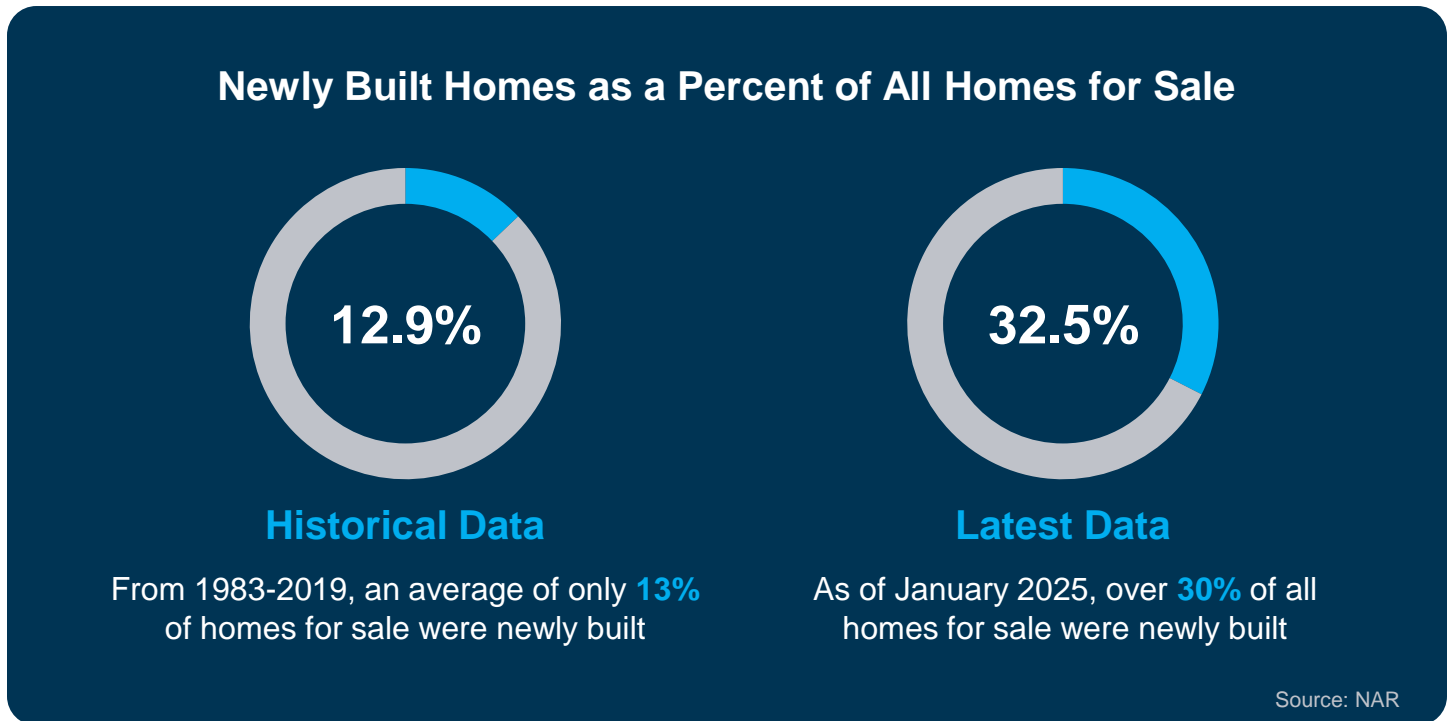 Newly Built Homes as a Percent of All Homes for Sale
12.9%
Historical Data
From 1983-2019, an average of only 13%
of homes for sale were newly built
32.5%
Latest Data
As of January 2025, over 30% of all
homes for sale were newly built
Source: NAR